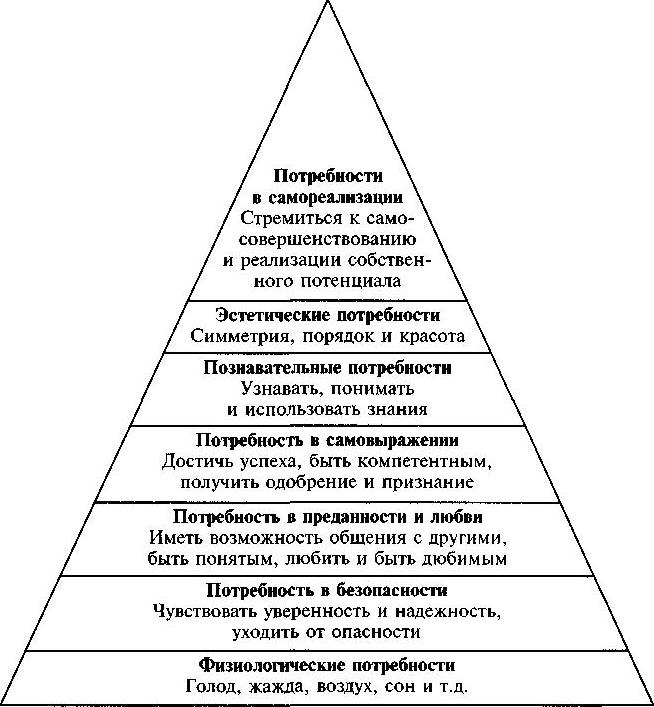 Потребности
в самореализации
Стремиться к само-
совершенствованию
и реализации собствен-
ного потенциала
Эстетические потребности
Симметрия, порядок и красота
Познавательные потребности
Узнавать, понимать
и использовать знания
Потребность в самовыражении
Достичь успеха, быть компетентным,
получить одобрение и признание
Потребность в преданности и любви
Иметь возможность общения с другими,
быть понятым, любить и быть дюбимым
Потребность в безопасности
Чувствовать уверенность и надежность,
уходить от опасности
Физиологические потребности
Голод, жажда, воздух, сон и т.д.